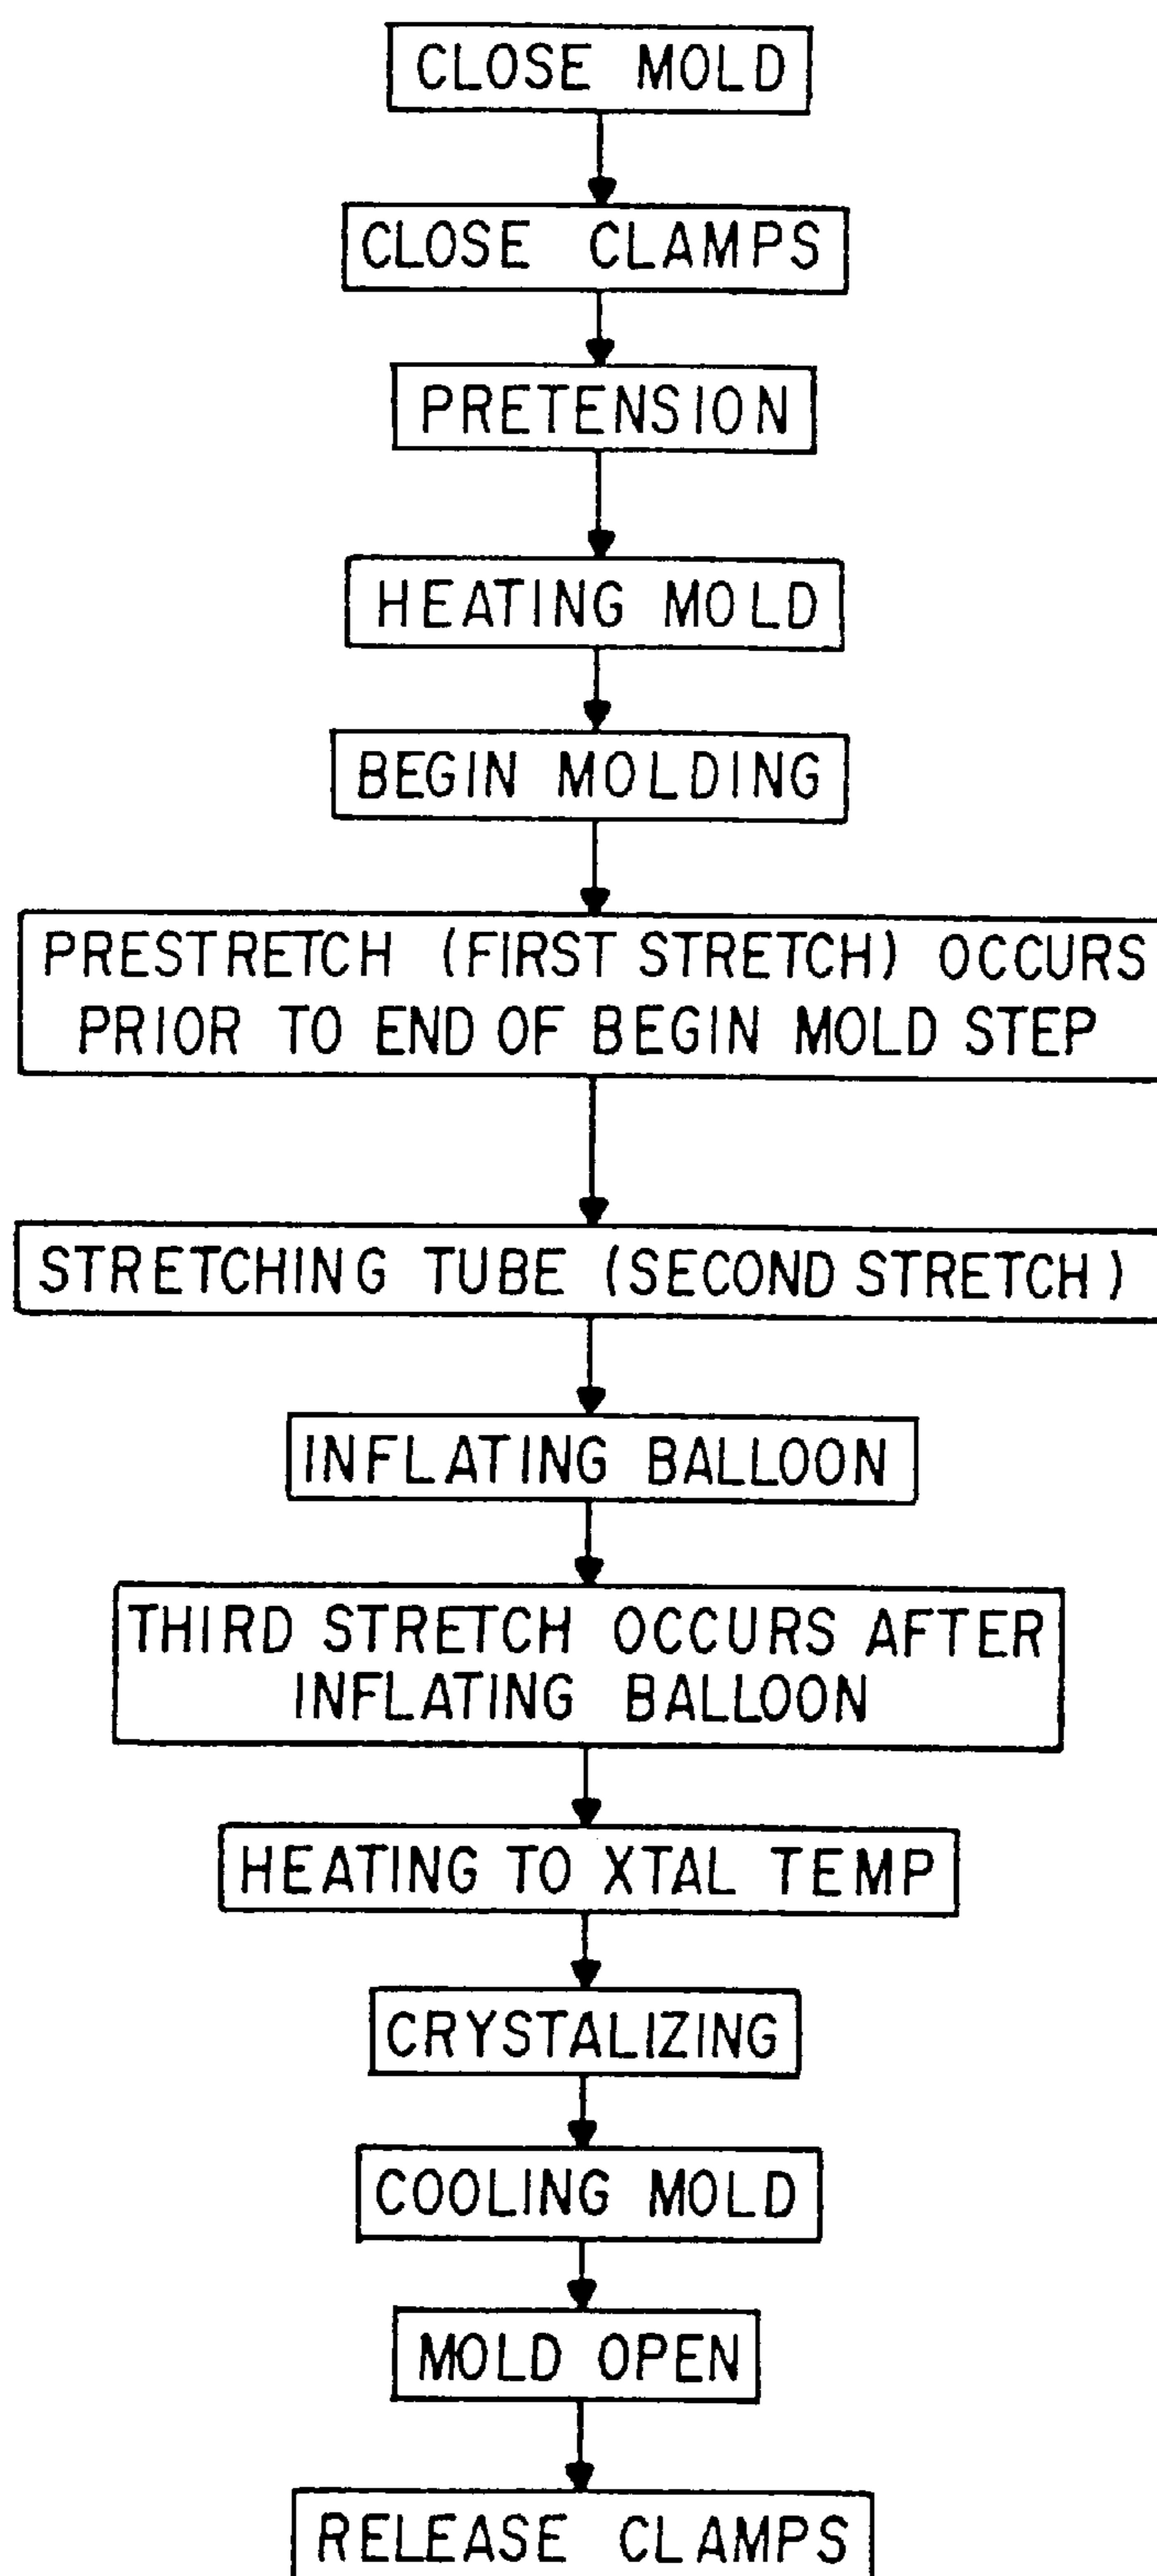 CLOSE MOLD
CLOSE CLAMPS
PRETENSION
HEATING MOLD
BEGIN MOLDING
PRESTRETCH (FIRST STRETCH) OCCURS
PRIOR TO END OF BEGIN MOLD STEP
STRETCHING TUBE (SECOND STRETCH)
INFLATING BALLOON
THIRD STRETCH OCCURS AFTER
INFLATING BALLOON
HEATING TO XTAL TEMP
CRYSTALIZING
COOLING MOLD
MOLD OPEN
RELEASE CLAMPS